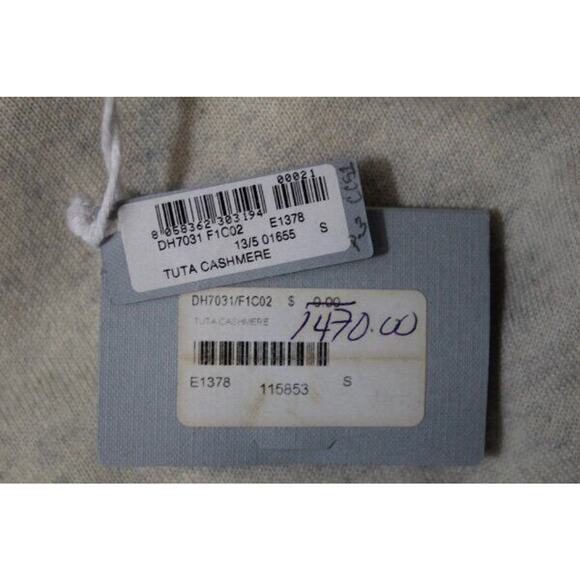 00021
8 058362 303194
DH7031 F1C02 E1378
13/5 01655 S
TUTA CASHMERE
DH7031/F1C02 S 0.00
1470.00
TUTA CASHMERE
E1378 115853 S